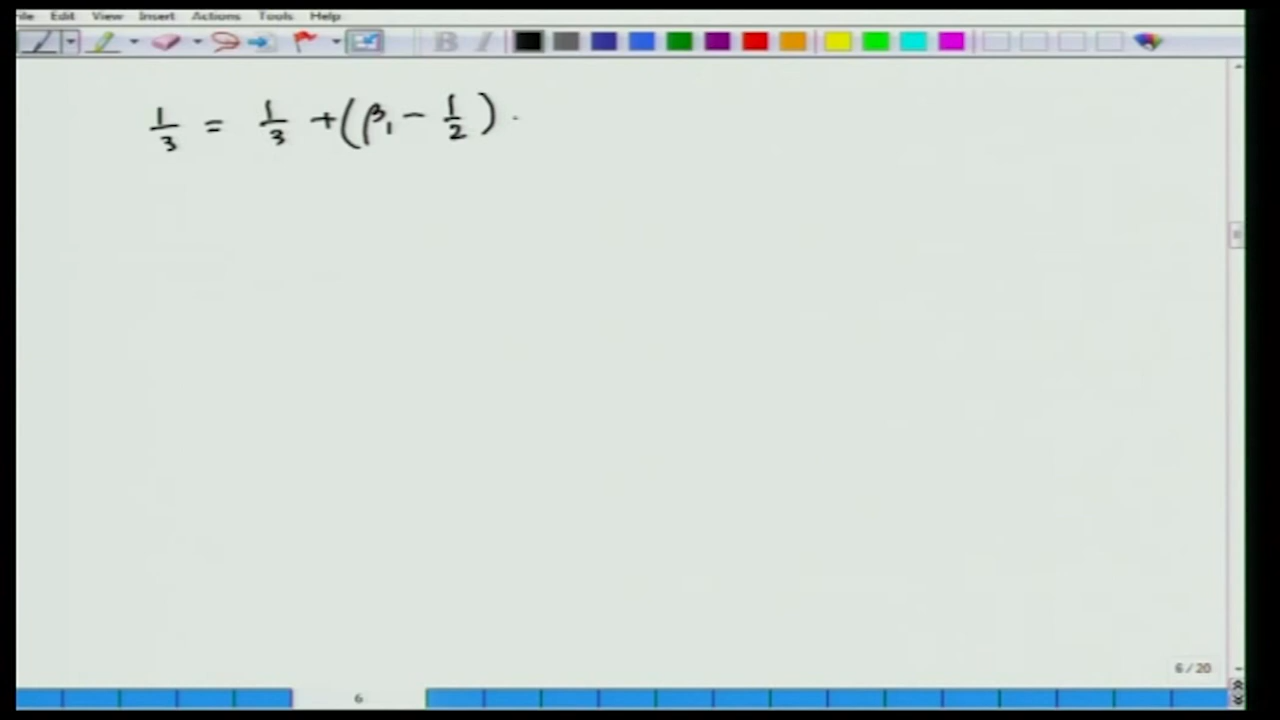 File Edit View Insert Actions Tools Help
B I
1/3 = 1/3 + (β₁ - 1/2) .
6 / 20
6